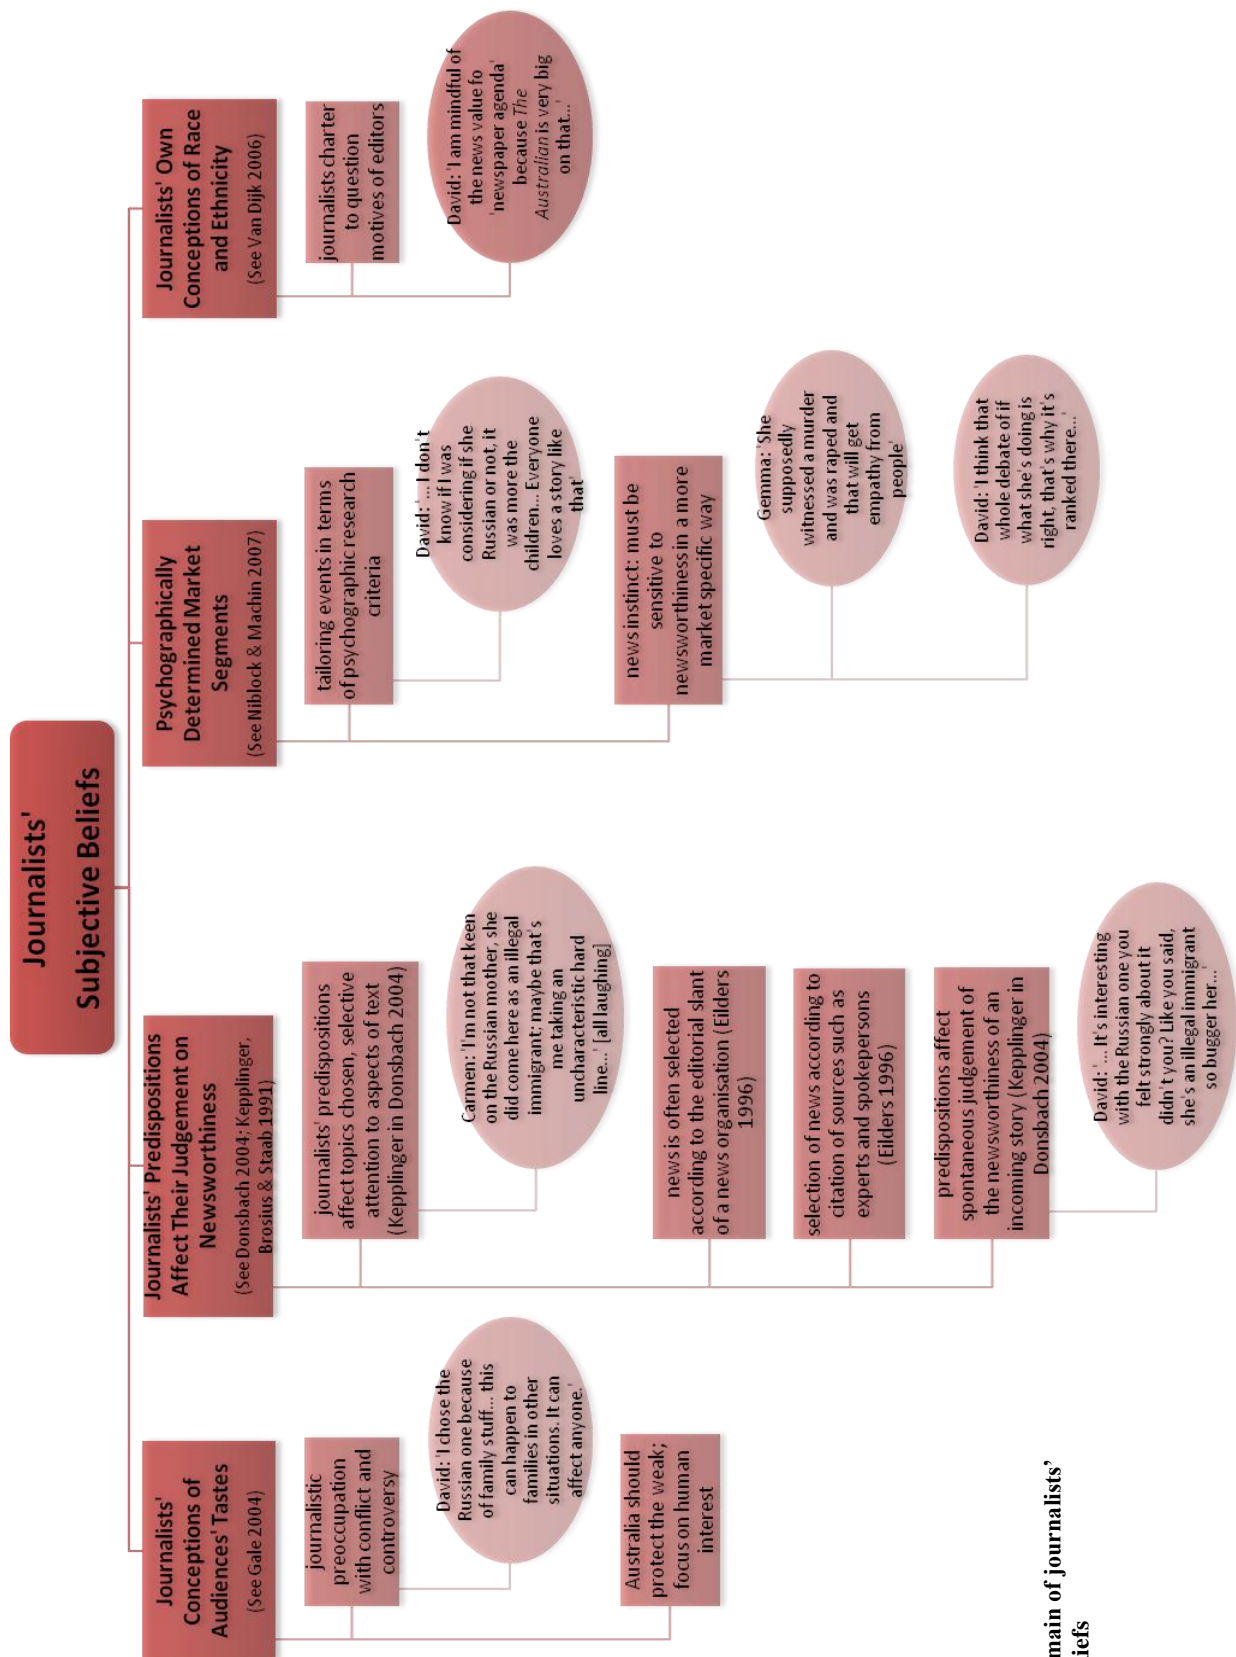 Journalists'
Subjective Beliefs
Journalists'
Conceptions of
Audiences' Tastes
(See Gale 2004)
journalistic
preoccupation
with conflict and
controversy
David: 'I chose the
Russian one because
of family stuff... this
can happen to
families in other
situations. It can
affect anyone.'
Australia should
protect the weak;
focus on human
interest
Journalists' Predispositions
Affect Their Judgement on
Newsworthiness
(See Donsbach 2004; Kepplinger,
Brosius & Staab 1991)
journalists' predispositions
affect topics chosen, selective
attention to aspects of text
(Kepplinger in Donsbach 2004)
Carmen: 'I'm not that keen
on the Russian mother, she
did come here as an illegal
immigrant; maybe that's
me taking an
uncharacteristic hard
line...' [all laughing]
news is often selected
according to the editorial slant
of a news organisation (Eilders
1996)
selection of news according to
citation of sources such as
experts and spokepersons
(Eilders 1996)
predispositions affect
spontaneous judgement of
the newsworthiness of an
incoming story (Kepplinger in
Donsbach 2004)
David: '... It's interesting
with the Russian one you
felt strongly about it
didn't you? Like you said,
she's an illegal immigrant
so bugger her...'
Psychographically
Determined Market
Segments
(See Niblock & Machin 2007)
tailoring events in terms
of psychographic research
criteria
David: '... I don't
know if I was
considering if she
Russian or not, it
was more the
children... Everyone
loves a story like
that'
news instinct: must be
sensitive to
newsworthiness in a more
market specific way
Gemma: 'She
supposedly
witnessed a murder
and was raped and
that will get
empathy from
people'
David: 'I think that
whole debate of if
what she's doing is
right, that's why it's
ranked there...'
Journalists' Own
Conceptions of Race
and Ethnicity
(See Van Dijk 2006)
journalists charter
to question
motives of editors
David: 'I am mindful of
the news value fo
'newspaper agenda'
because The
Australian is very big
on that...'
main of journalists'
iefs